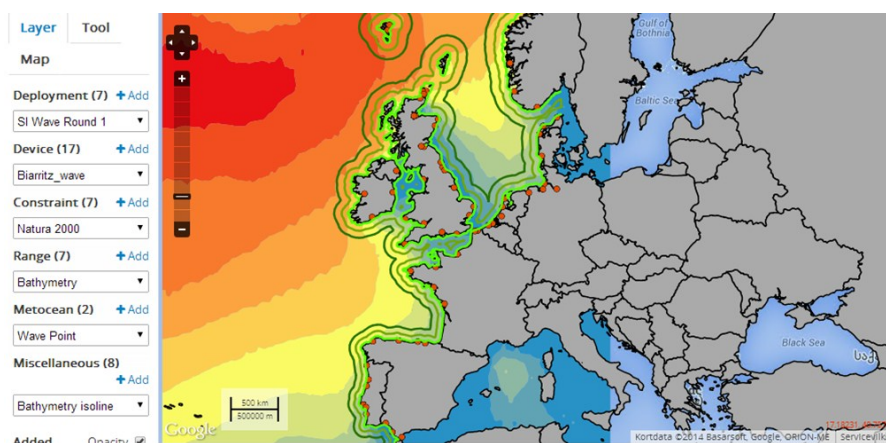 Layer
Tool
Map
Deployment (7) + Add
SI Wave Round 1
Device (17) + Add
Biarritz_wave
Constraint (7) + Add
Natura 2000
Range (7) + Add
Bathymetry
Metocean (2) + Add
Wave Point
Miscellaneous (8)
+ Add
Bathymetry isoline
Added Opacity
Gulf of
Bothnia
Baltic Sea
Black Sea
500 km
500000 m
Google
Kortdata ©2014 Basarsoft, Google, ORION-ME